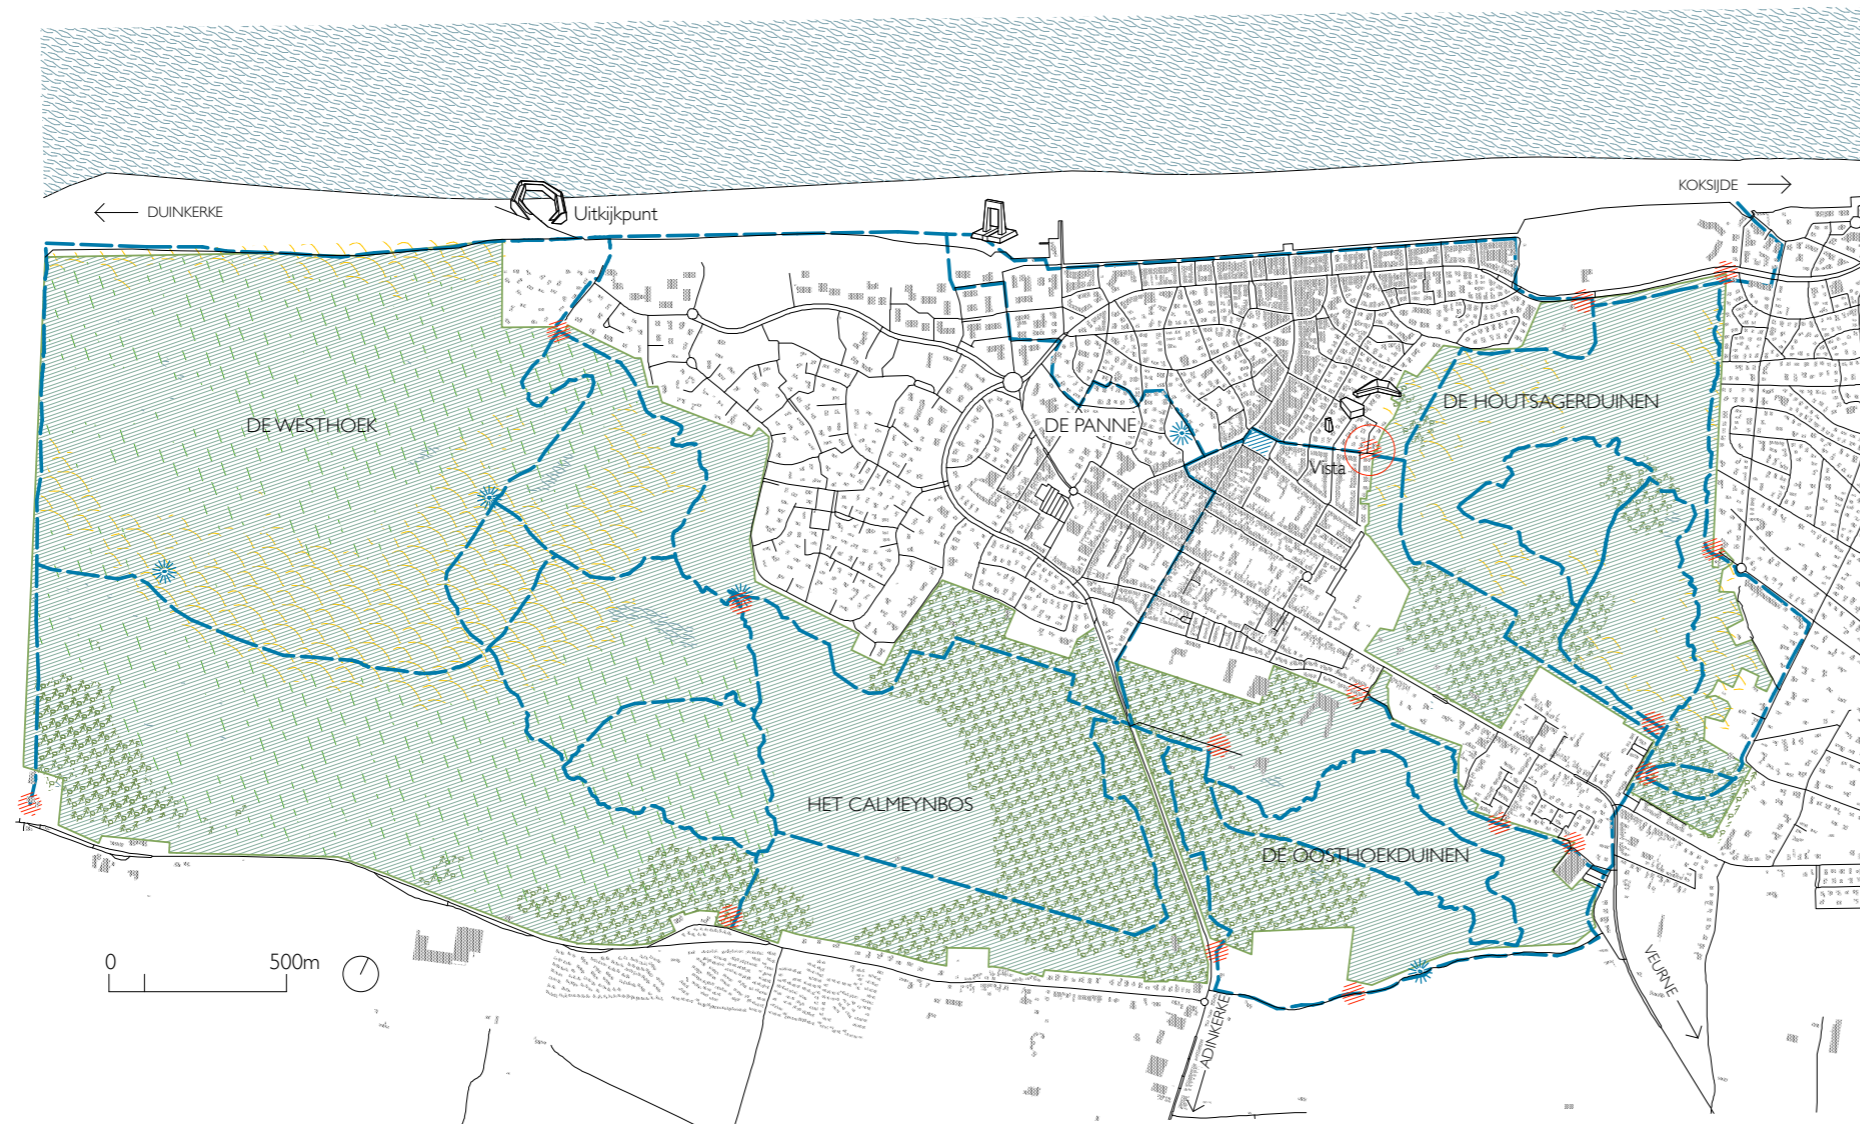 KOKSIJDE
DUINKERKE
Uitkijkpunt
DE HOUTSAGERDUINEN
DE WESTHOEK
DE PANNE
Vista
HET CALMEYNBOS
DE OOSTHOEKDUINEN
0 500m
VEURNE
ADINKERKE